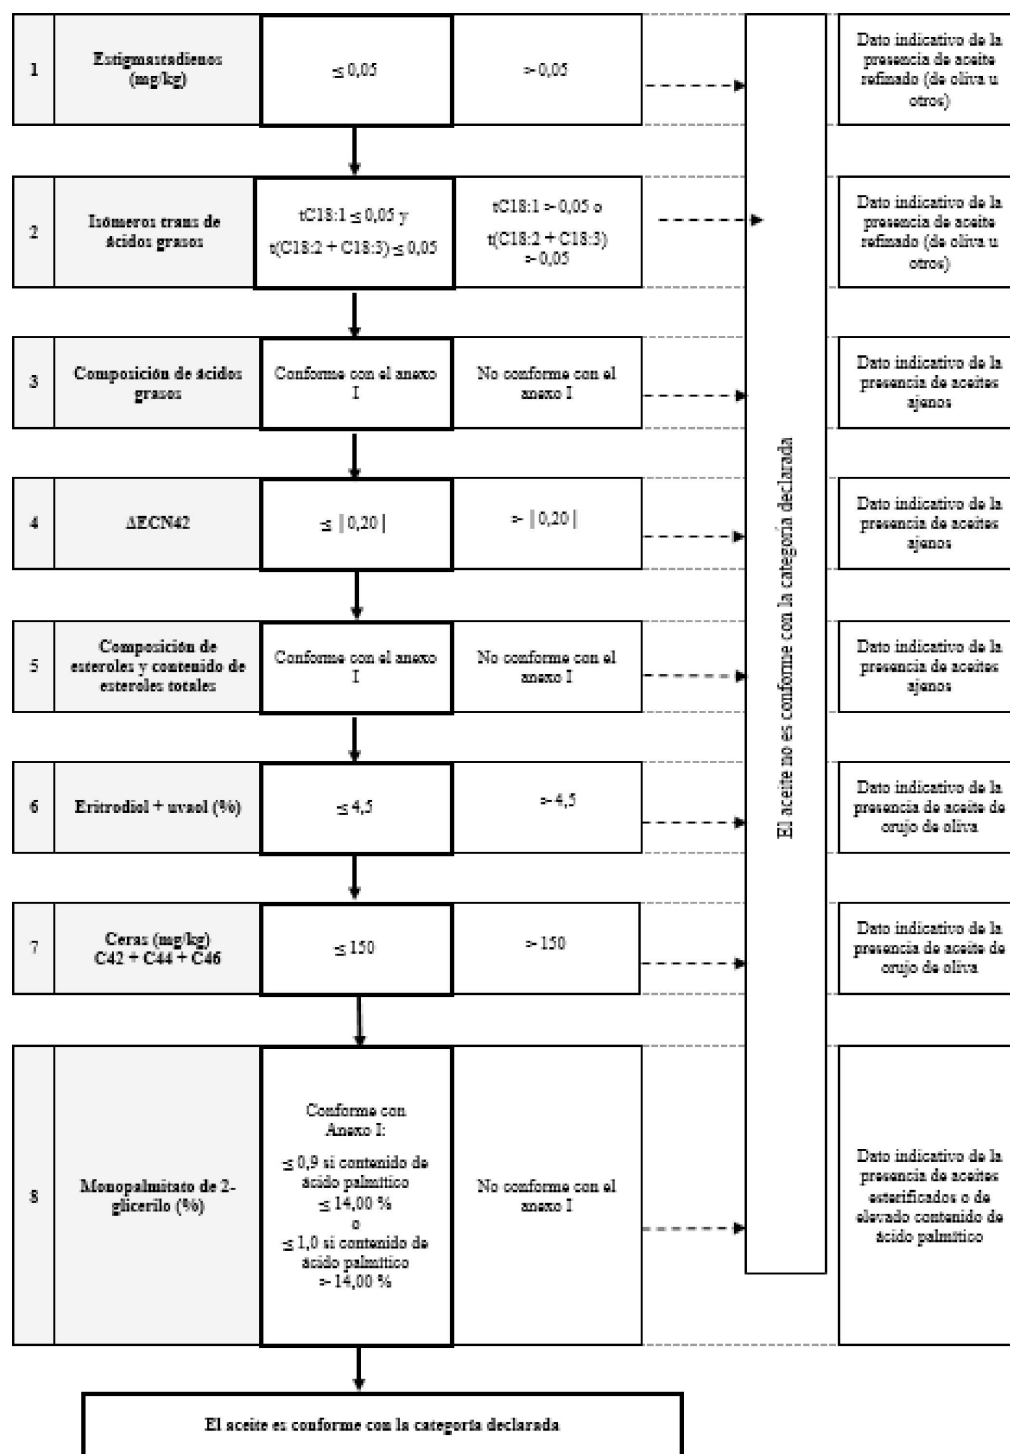 1
Estigmastadienos
(mg/kg)
≤ 0,05
> 0,05
Dato indicativo de la
presencia de aceite
refinado (de oliva u
otros)
2
Isómeros trans de
ácidos grasos
tC18:1 ≤ 0,05 y
t(C18:2 + C18:3) ≤ 0,05
tC18:1 > 0,05 o
t(C18:2 + C18:3)
> 0,05
Dato indicativo de la
presencia de aceite
refinado (de oliva u
otros)
3
Composición de ácidos
grasos
Conforme con el anexo
I
No conforme con el
anexo I
Dato indicativo de la
presencia de aceites
ajenos
4
ΔECN42
≤ | 0,20 |
> | 0,20 |
Dato indicativo de la
presencia de aceites
ajenos
El aceite no es conforme con la categoría declarada
5
Composición de
esteroles y contenido de
esteroles totales
Conforme con el anexo
I
No conforme con el
anexo I
Dato indicativo de la
presencia de aceites
ajenos
6
Eritrodiol + uvaol (%)
≤ 4,5
> 4,5
Dato indicativo de la
presencia de aceite de
orujo de oliva
7
Ceras (mg/kg)
C42 + C44 + C46
≤ 150
> 150
Dato indicativo de la
presencia de aceite de
orujo de oliva
8
Monopalmitato de 2-
glicerilo (%)
Conforme con
Anexo I:
≤ 0,9 si contenido de
ácido palmítico
≤ 14,00 %
o
≤ 1,0 si contenido de
ácido palmítico
> 14,00 %
No conforme con el
anexo I
Dato indicativo de la
presencia de aceites
esterificados o de
elevado contenido de
ácido palmítico
El aceite es conforme con la categoría declarada